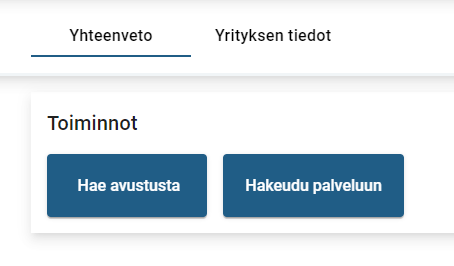 Yhteenveto Yrityksen tiedot
Toiminnot
Hae avustusta Hakeudu palveluun